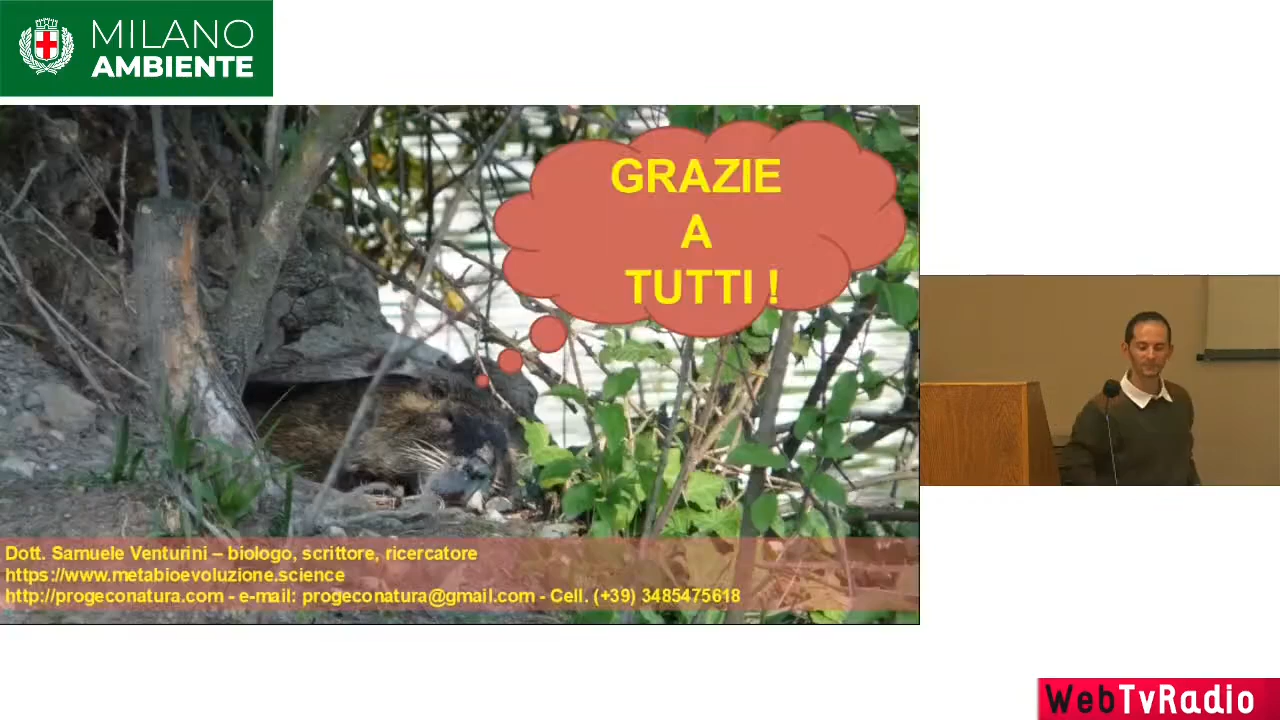 MILANO
AMBIENTE
GRAZIE
A
TUTTI !
Dott. Samuele Venturini – biologo, scrittore, ricercatore
https://www.metabioevoluzione.science
http://progeconatura.com - e-mail: progeconatura@gmail.com - Cell. (+39) 3485475618
WebTvRadio